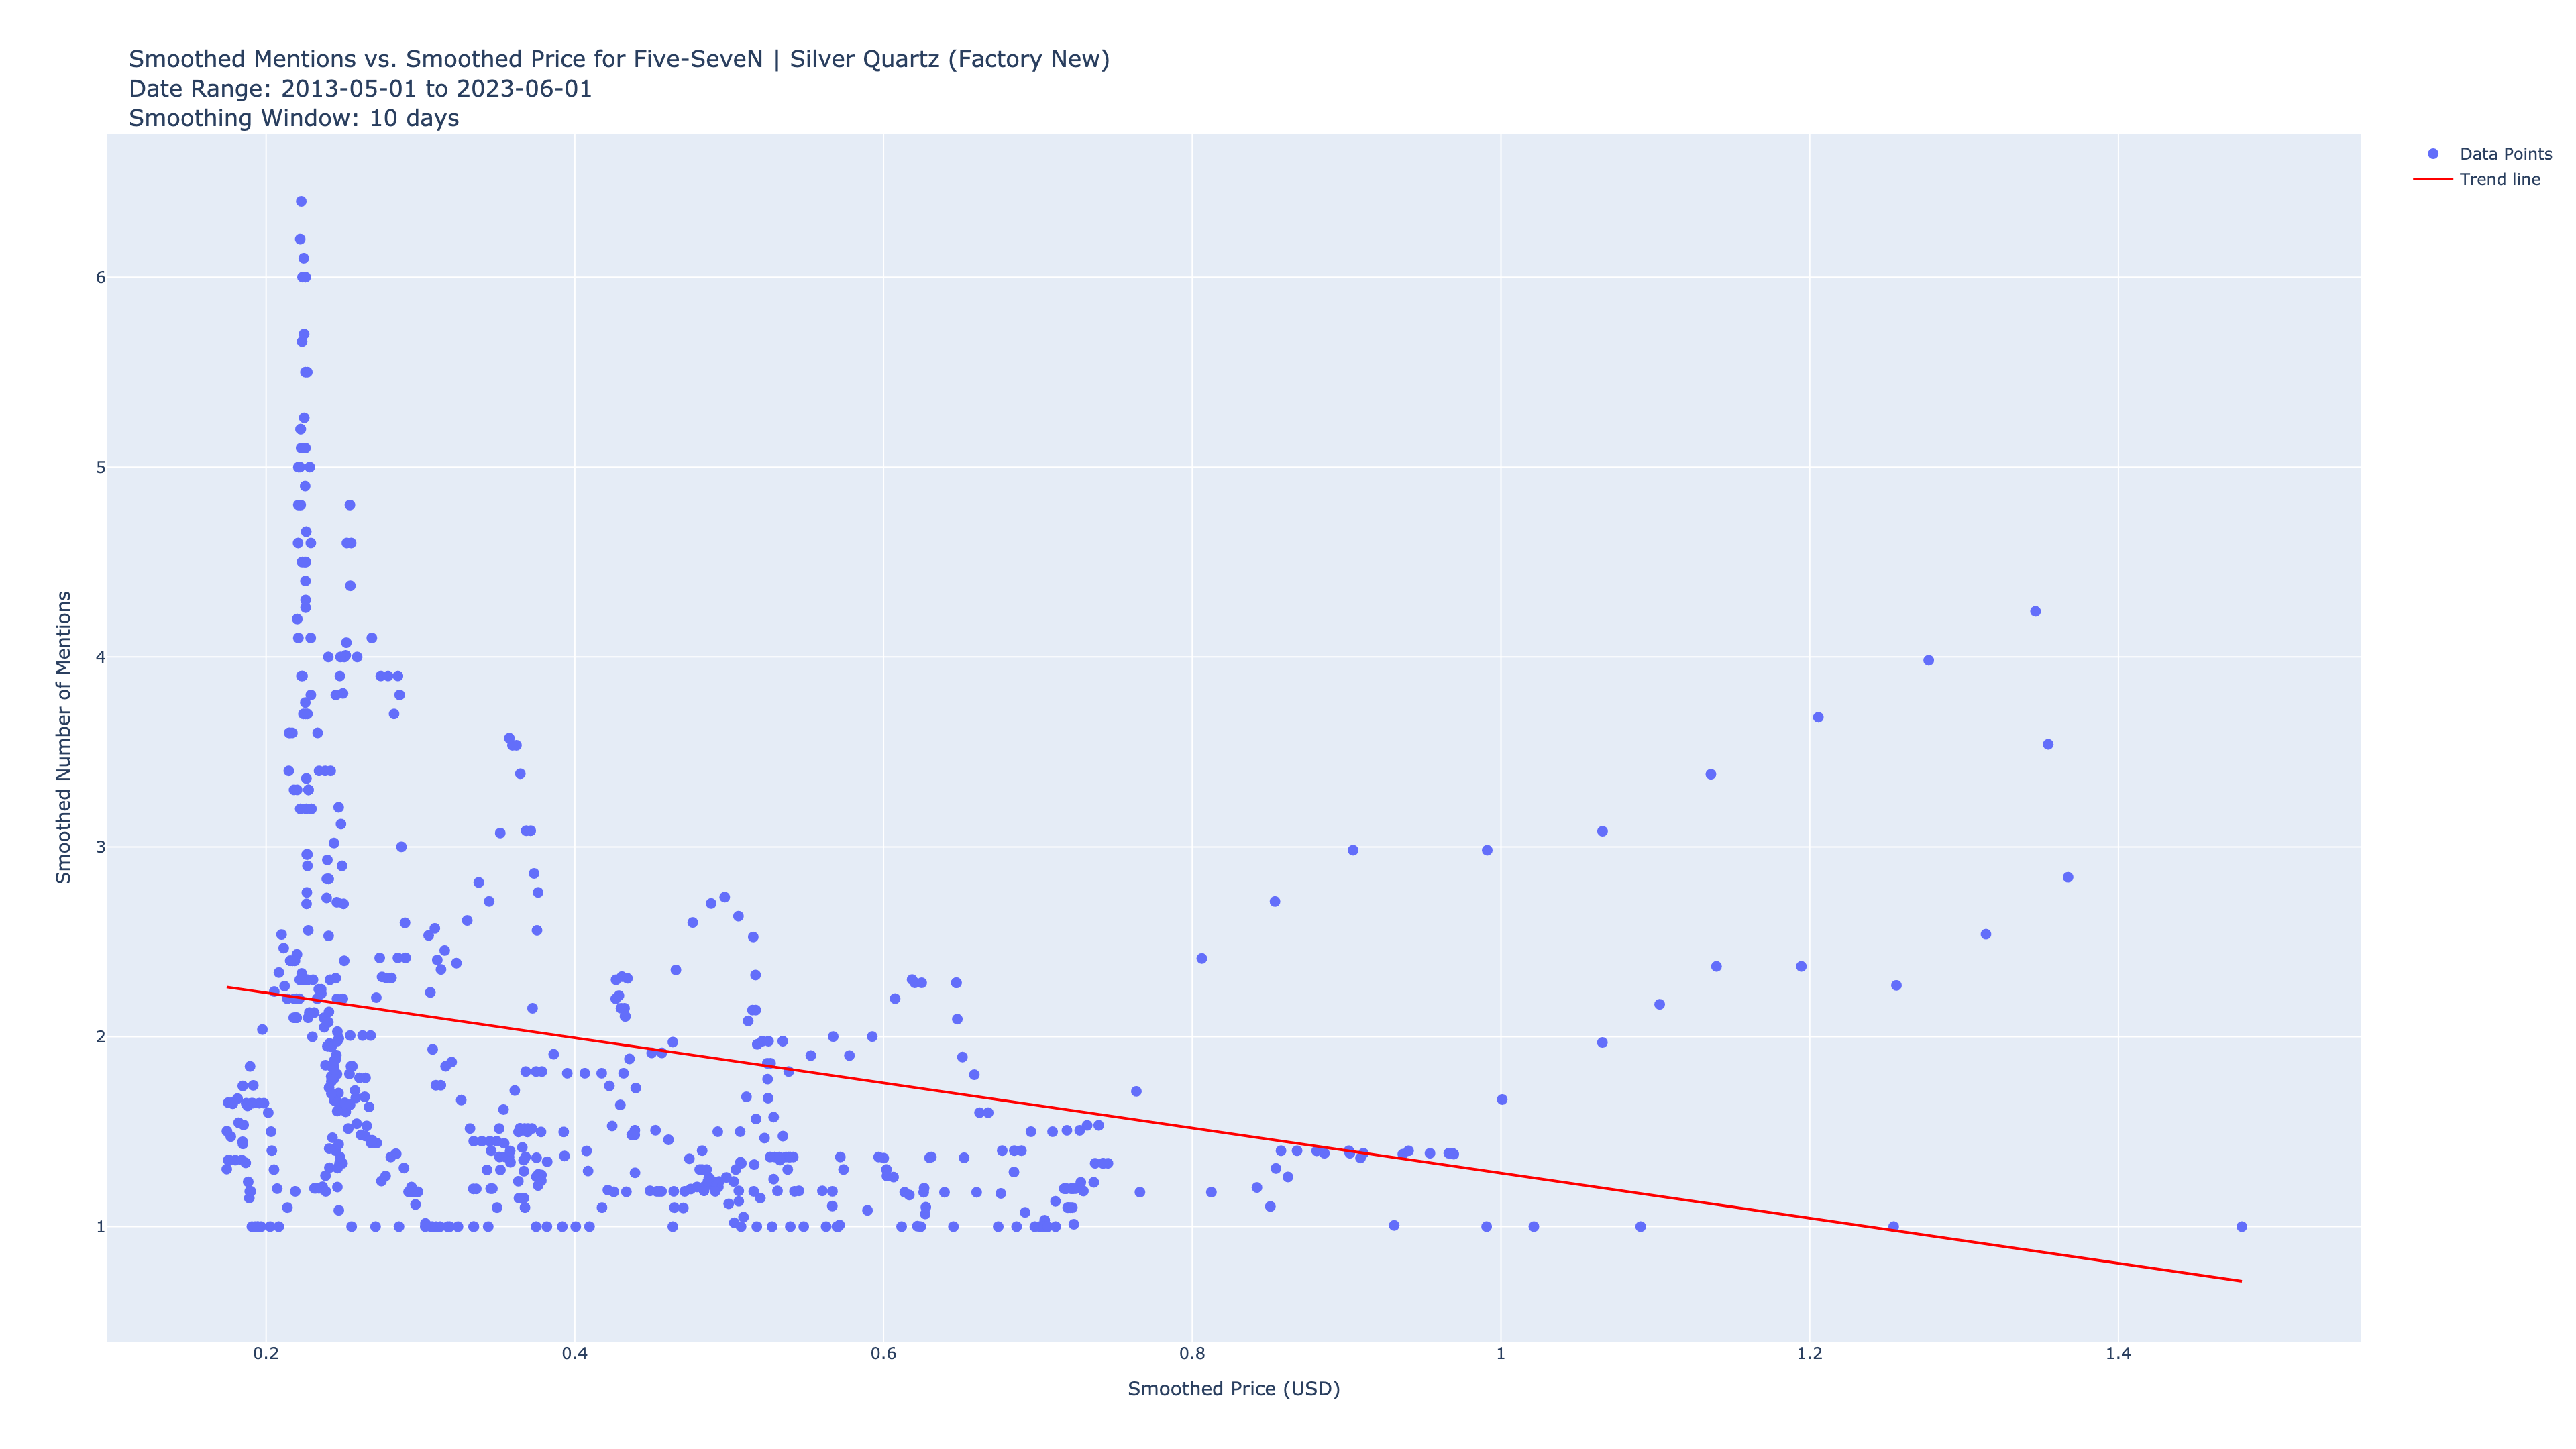 Smoothed Mentions vs. Smoothed Price for Five-SeveN | Silver Quartz (Factory New)
Date Range: 2013-05-01 to 2023-06-01
Smoothing Window: 10 days
Data Points
Trend line
6
5
4
3
2
1
Smoothed Number of Mentions
0.2
0.4
0.6
0.8
1
1.2
1.4
Smoothed Price (USD)